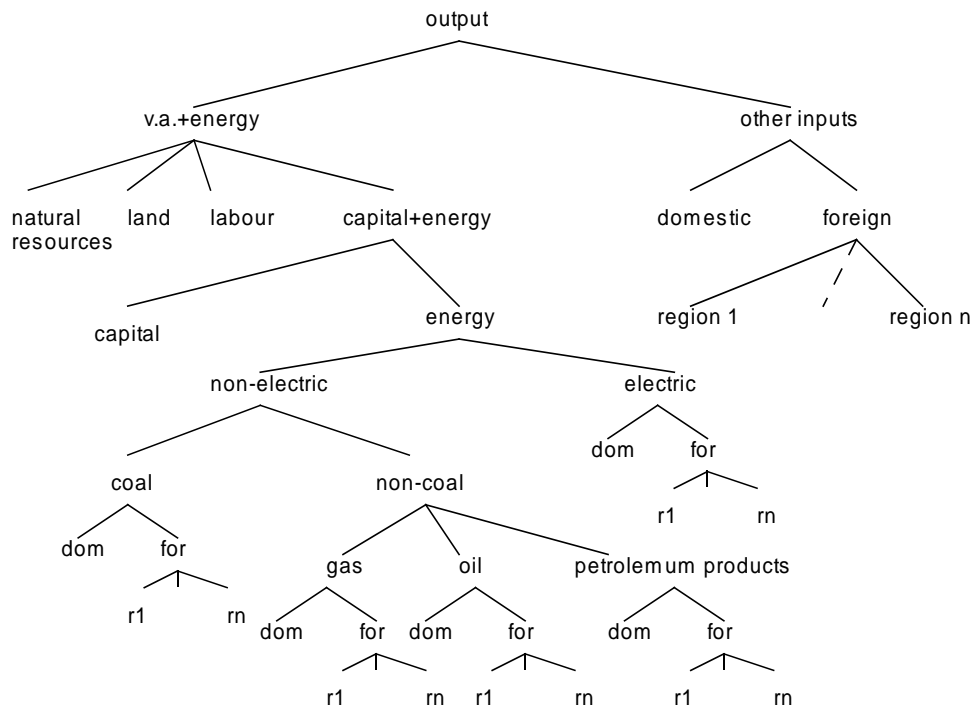 output
v.a.+energy
other inputs
natural
resources
land
labour
capital+energy
domestic
foreign
capital
energy
region 1
region n
non-electric
electric
dom
for
coal
non-coal
r1
rn
dom
for
gas
oil
petrolemum products
r1
rn
dom
for
dom
for
dom
for
r1
rn
r1
rn
r1
rn